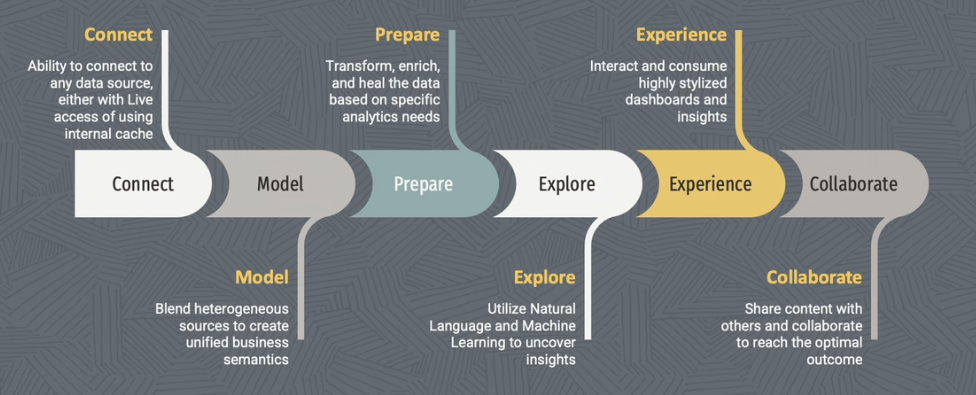 Connect
Ability to connect to
any data source,
either with Live
access of using
internal cache
Prepare
Transform, enrich,
and heal the data
based on specific
analytics needs
Experience
Interact and consume
highly stylized
dashboards and
insights
Connect
Model
Prepare
Explore
Experience
Collaborate
Model
Blend heterogeneous
sources to create
unified business
semantics
Explore
Utilize Natural
Language and Machine
Learning to uncover
insights
Collaborate
Share content with
others and collaborate
to reach the optimal
outcome